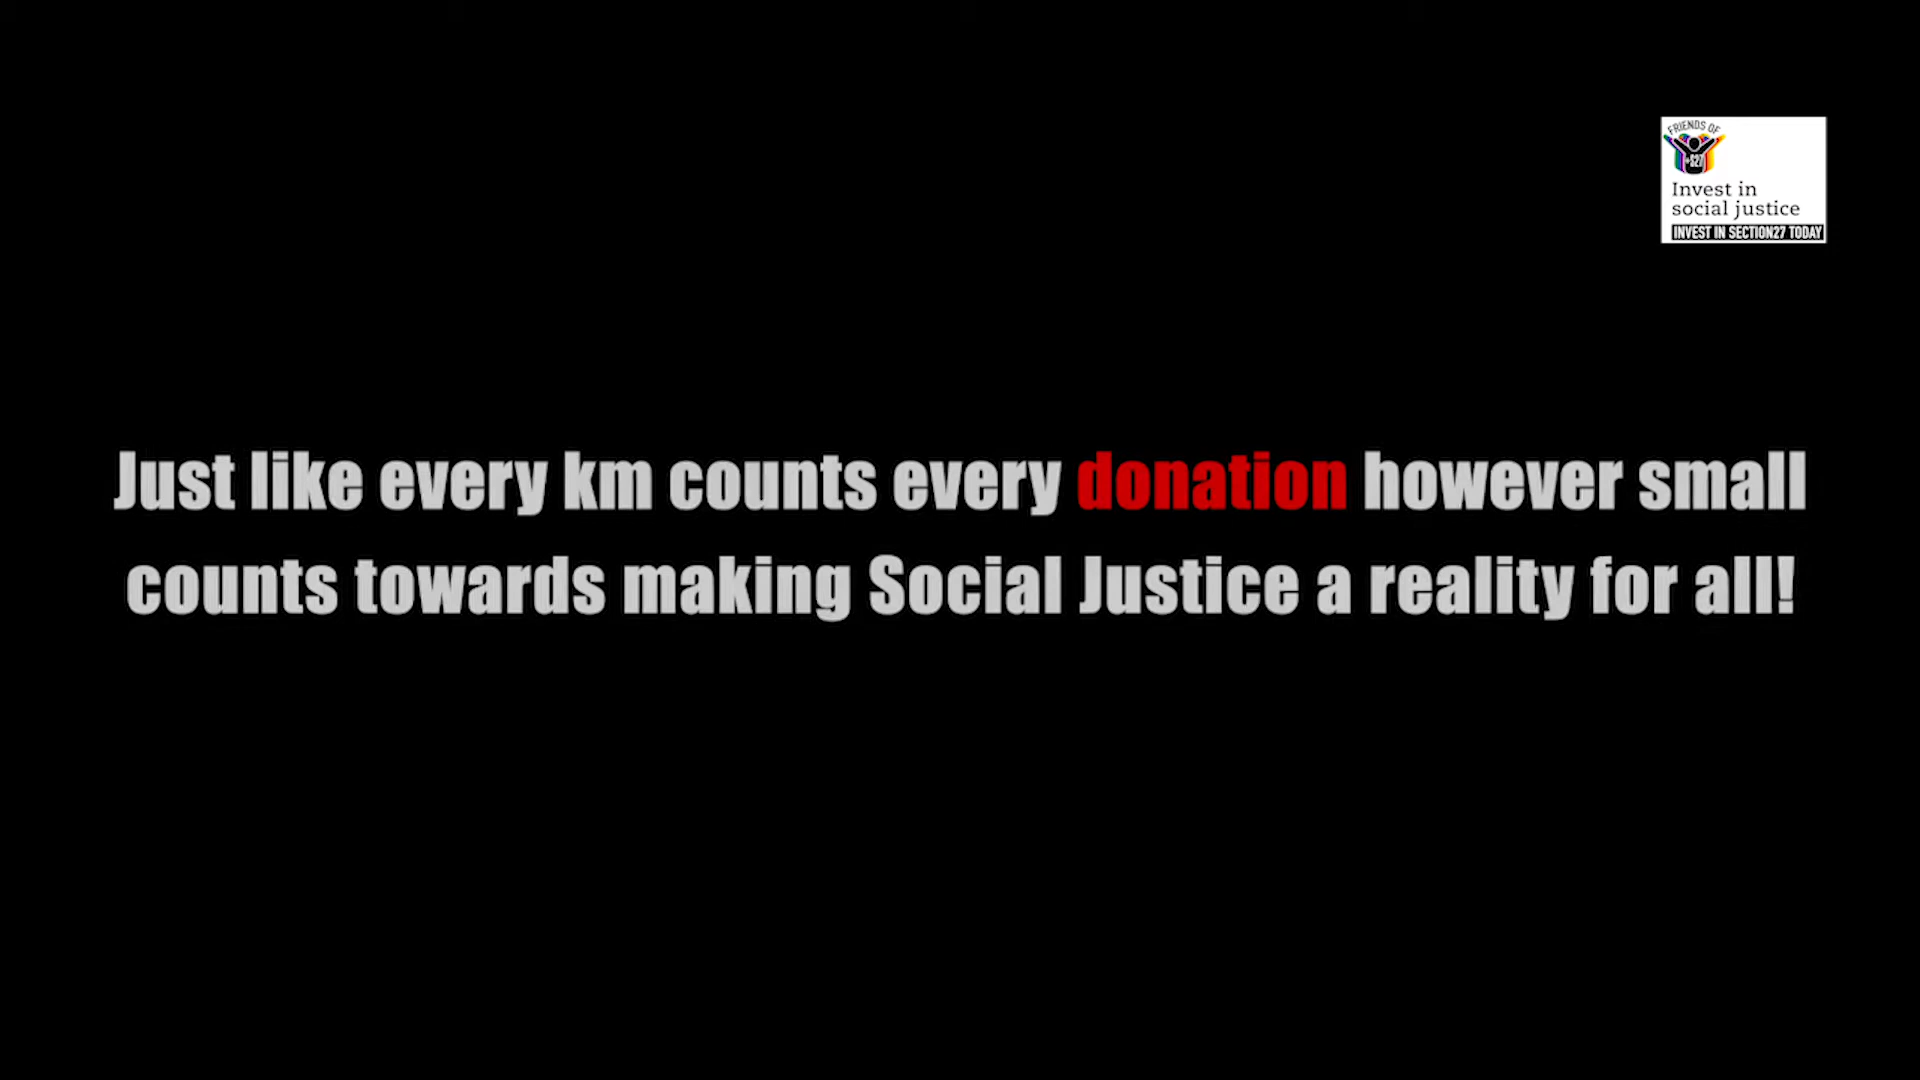 FRIENDS OF
+S27
Invest in
social justice
INVEST IN SECTION27 TODAY
Just like every km counts every donation however small
counts towards making Social Justice a reality for all!